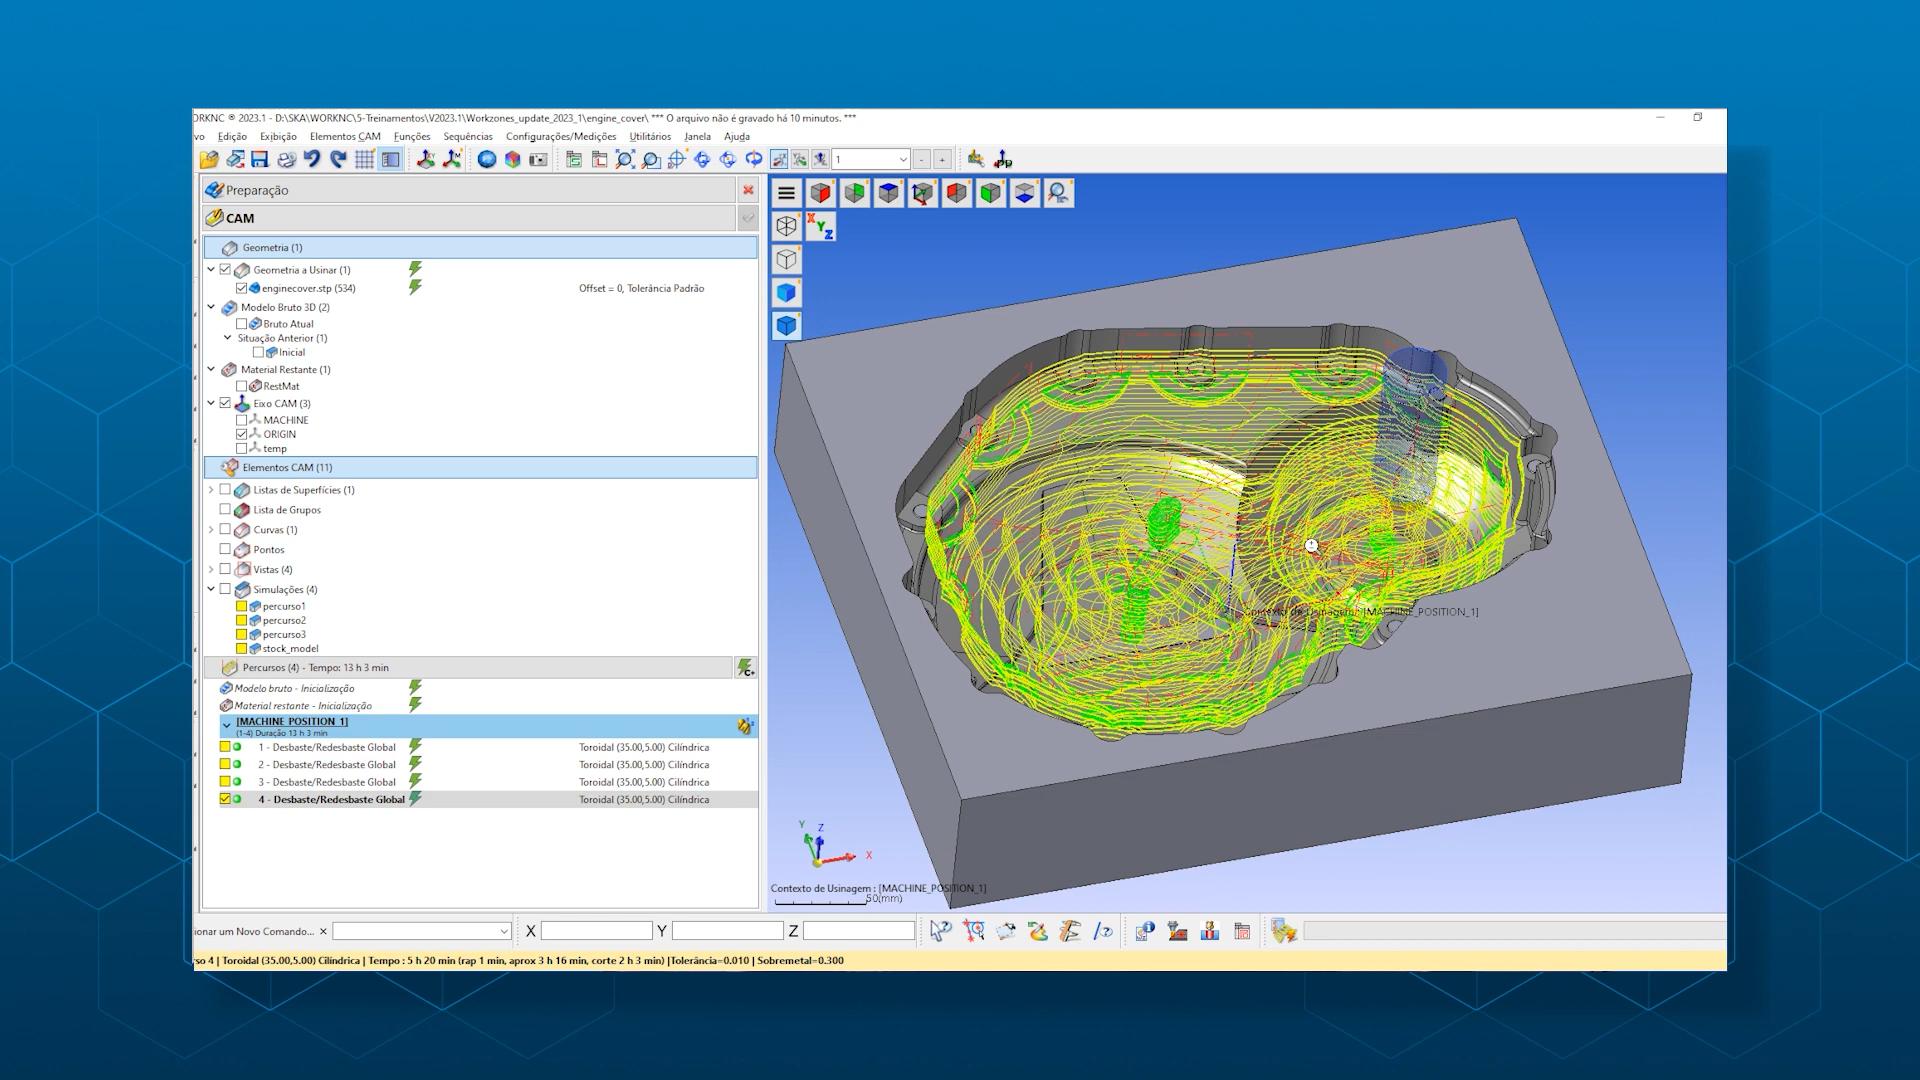 ORKNC ® 2023.1 - D:\SKA\WORKNC\5-Treinamentos\V2023.1\Workzones_update_2023_1\engine_cover\ *** O arquivo não é gravado há 10 minutos. ***
vo Edição Exibição Elementos CAM Funções Sequências Configurações/Medições Utilitários Janela Ajuda
1
- +
PP
Preparação
CAM
Geometria (1)
Geometria a Usinar (1)
enginecover.stp (534) Offset = 0, Tolerância Padrão
Modelo Bruto 3D (2)
Bruto Atual
Situação Anterior (1)
Inicial
Material Restante (1)
RestMat
Eixo CAM (3)
MACHINE
ORIGIN
temp
Elementos CAM (11)
Listas de Superfícies (1)
Lista de Grupos
Curvas (1)
Pontos
Vistas (4)
Simulações (4)
percurso1
percurso2
percurso3
stock_model
Percursos (4) - Tempo: 13 h 3 min
Modelo bruto - Inicialização
Material restante - Inicialização
[MACHINE_POSITION_1]
(1-4) Duração 13 h 3 min
1 - Desbaste/Redesbaste Global Toroidal (35.00,5.00) Cilíndrica
2 - Desbaste/Redesbaste Global Toroidal (35.00,5.00) Cilíndrica
3 - Desbaste/Redesbaste Global Toroidal (35.00,5.00) Cilíndrica
4 - Desbaste/Redesbaste Global Toroidal (35.00,5.00) Cilíndrica
X Y Z
Contexto de Usinagem : [MACHINE_POSITION_1]
Y Z X
Contexto de Usinagem : [MACHINE_POSITION_1]
50(mm)
ionar um Novo Comando... × X Y Z
so 4 | Toroidal (35.00,5.00) Cilíndrica | Tempo : 5 h 20 min (rap 1 min, aprox 3 h 16 min, corte 2 h 3 min) |Tolerância=0.010 | Sobremetal=0.300